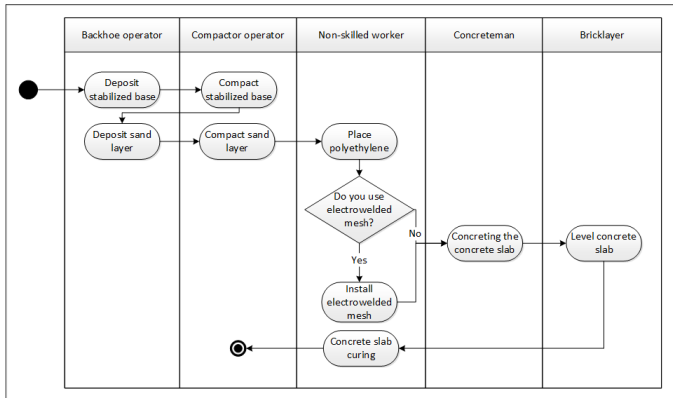 Backhoe operator
Compactor operator
Non-skilled worker
Concreteman
Bricklayer
Deposit
stabilized base
Compact
stabilized base
Deposit sand
layer
Compact sand
layer
Place
polyethylene
Do you use
electrowelded
mesh?
No
Yes
Concreting the
concrete slab
Level concrete
slab
Install
electrowelded
mesh
Concrete slab
curing